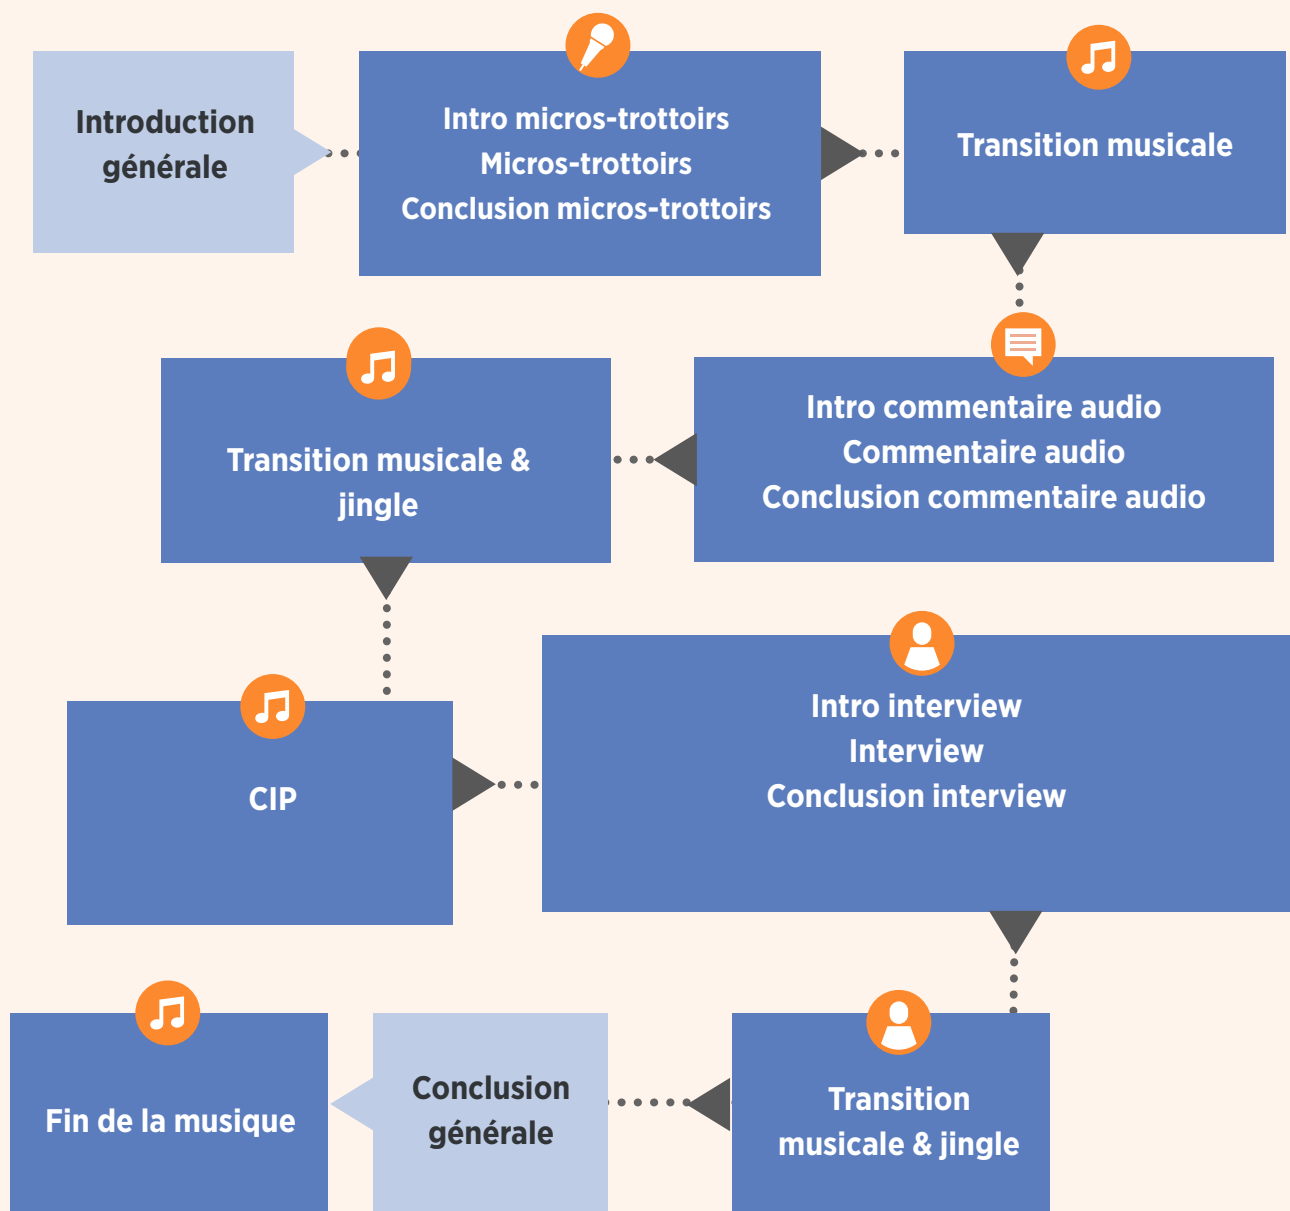 Introduction
générale
Intro micros-trottoirs
Micros-trottoirs
Conclusion micros-trottoirs
Transition musicale
Intro commentaire audio
Commentaire audio
Conclusion commentaire audio
Transition musicale &
jingle
CIP
Intro interview
Interview
Conclusion interview
Transition
musicale & jingle
Conclusion
générale
Fin de la musique